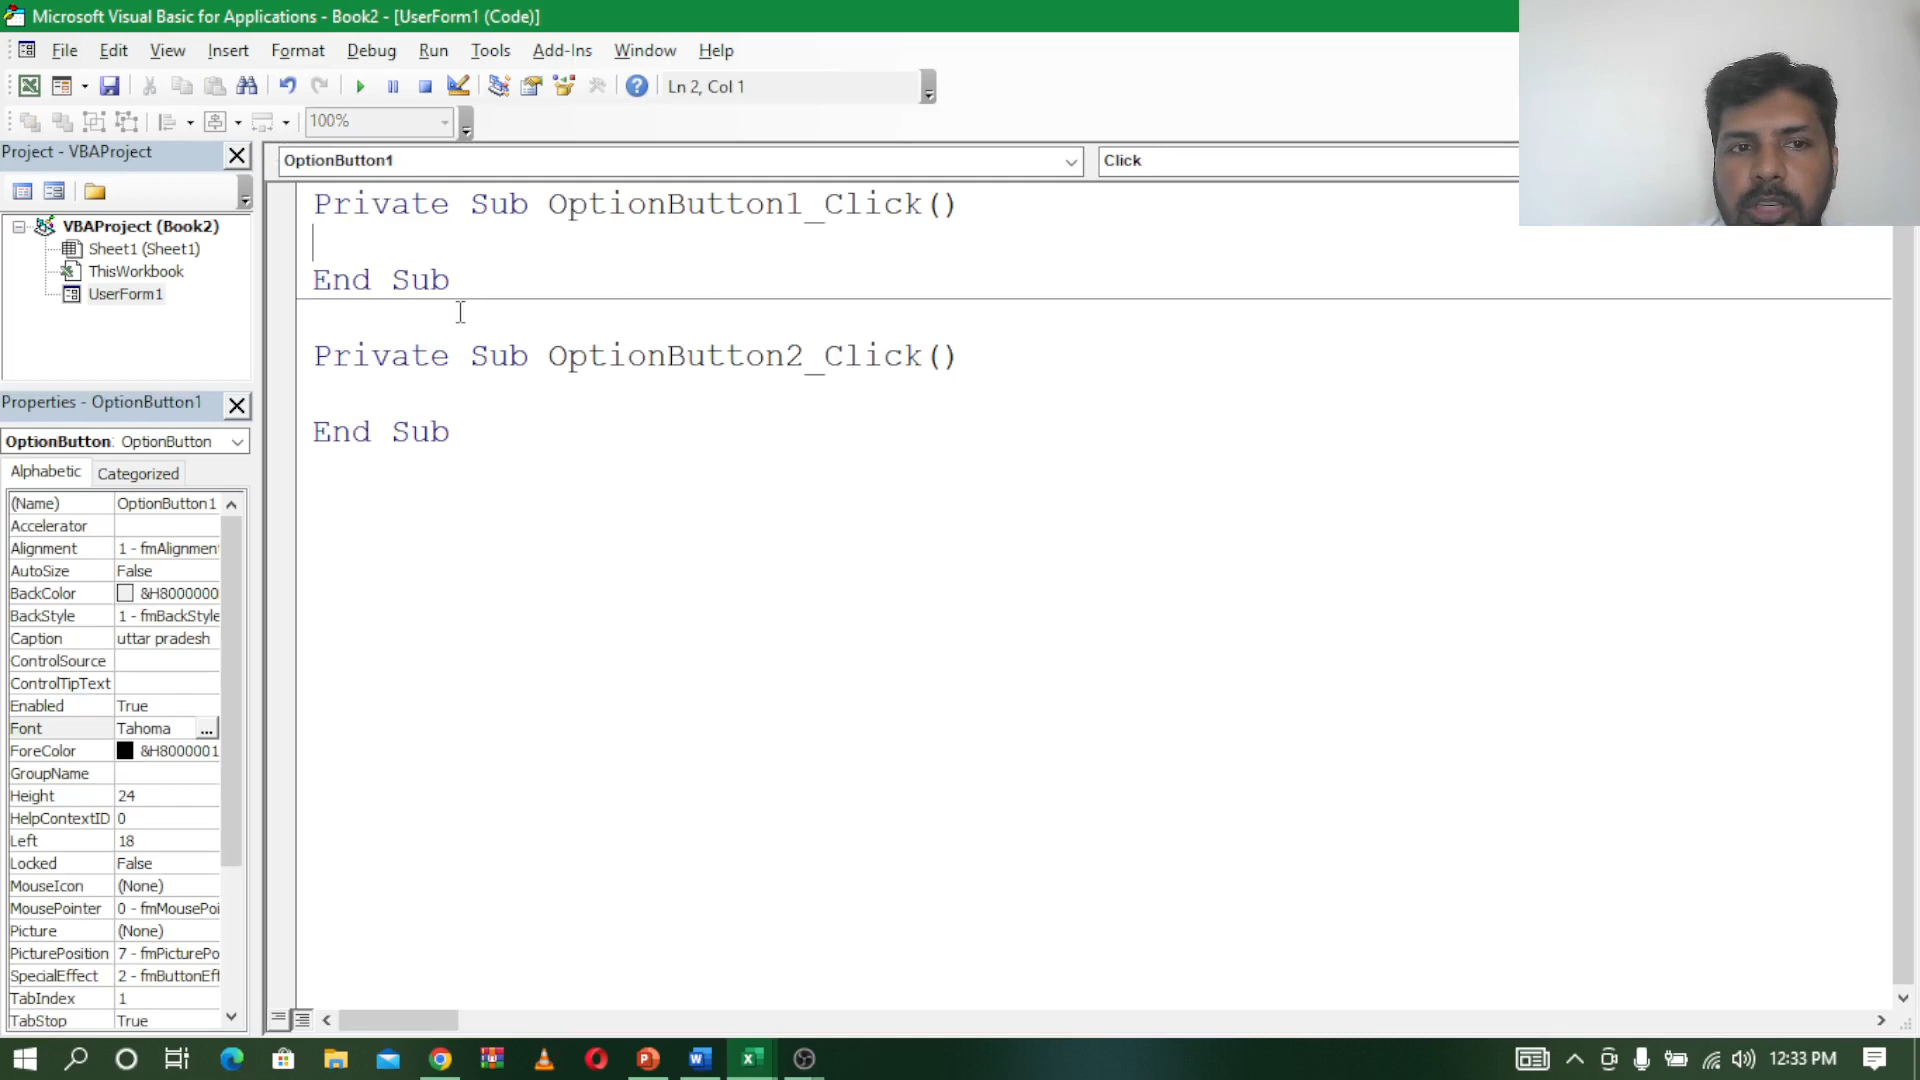 Microsoft Visual Basic for Applications - Book2 - [UserForm1 (Code)]
File Edit View Insert Format Debug Run Tools Add-Ins Window Help
Ln 2, Col 1
100%
Project - VBAProject
OptionButton1
Click
VBAProject (Book2)
Sheet1 (Sheet1)
ThisWorkbook
UserForm1
Private Sub OptionButton1_Click()
End Sub
Private Sub OptionButton2_Click()
End Sub
Properties - OptionButton1
OptionButton: OptionButton
Alphabetic Categorized
(Name) OptionButton1
Accelerator
Alignment 1 - fmAlignmen
AutoSize False
BackColor &H8000000
BackStyle 1 - fmBackStyle
Caption uttar pradesh
ControlSource
ControlTipText
Enabled True
Font Tahoma ...
ForeColor &H8000001
GroupName
Height 24
HelpContextID 0
Left 18
Locked False
MouseIcon (None)
MousePointer 0 - fmMousePoi
Picture (None)
PicturePosition 7 - fmPicturePo
SpecialEffect 2 - fmButtonEff
TabIndex 1
TabStop True
12:33 PM